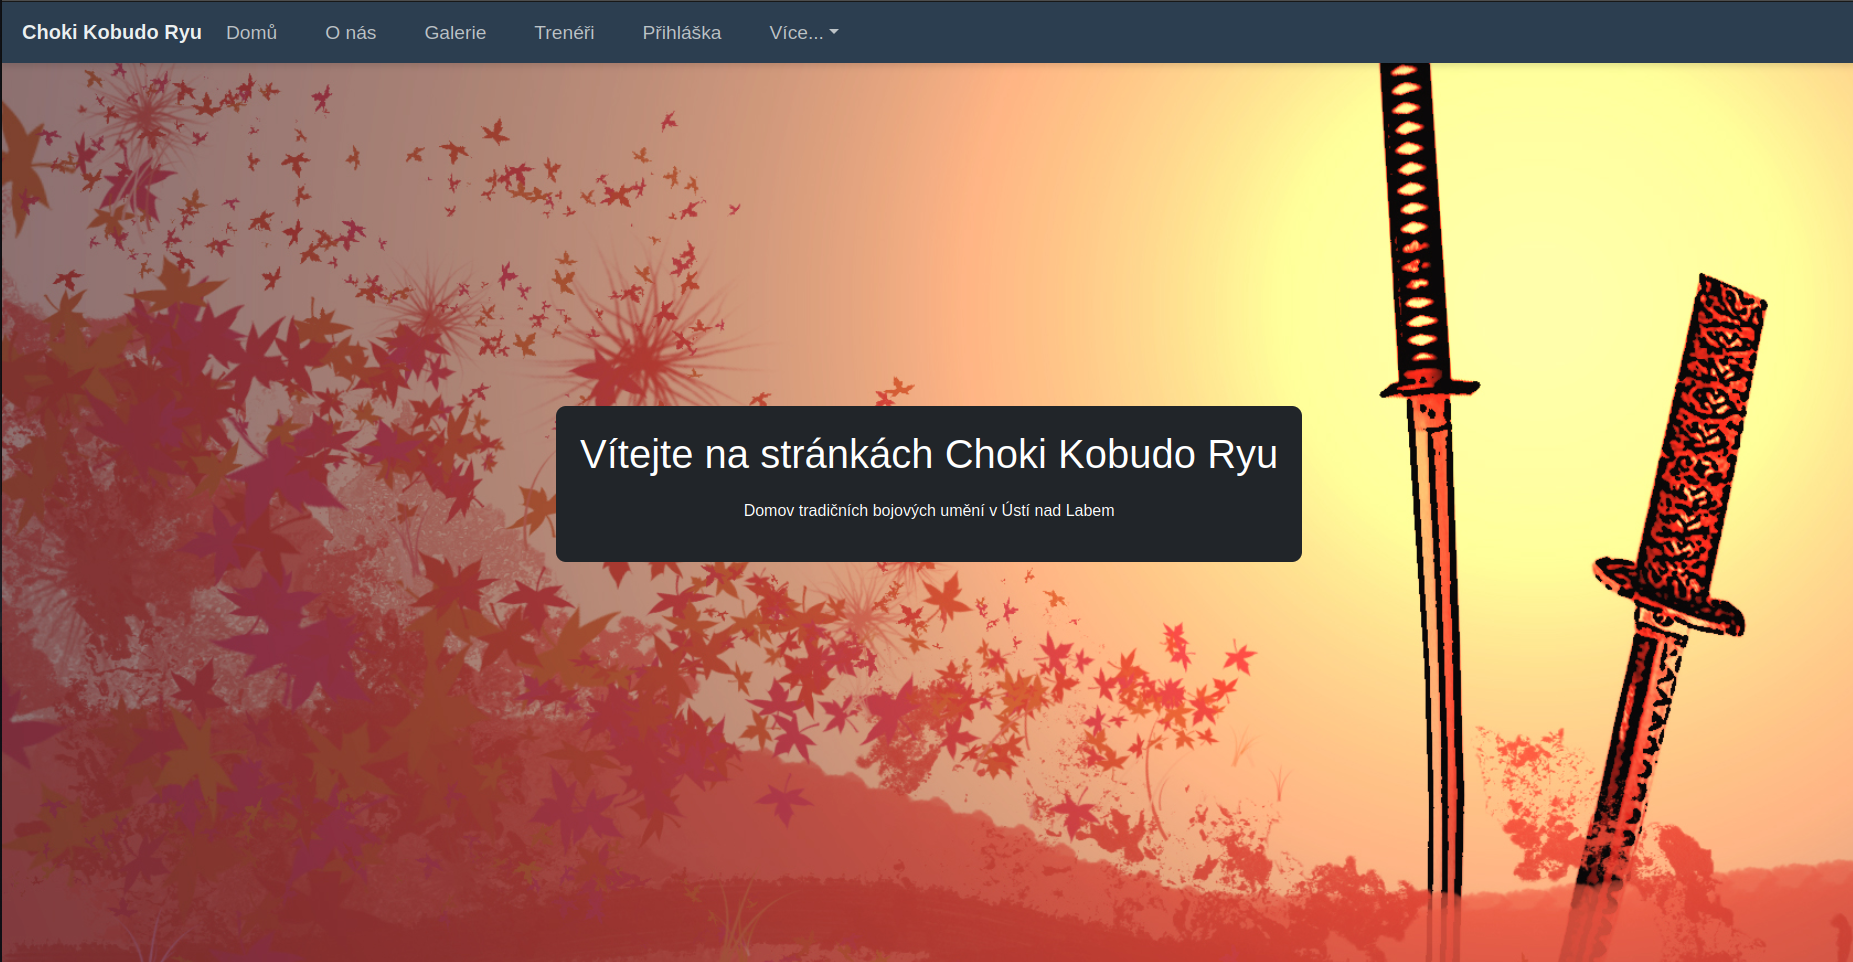 Choki Kobudo Ryu Domů O nás Galerie Trenéři Přihláška Více...
Vítejte na stránkách Choki Kobudo Ryu
Domov tradičních bojových umění v Ústí nad Labem